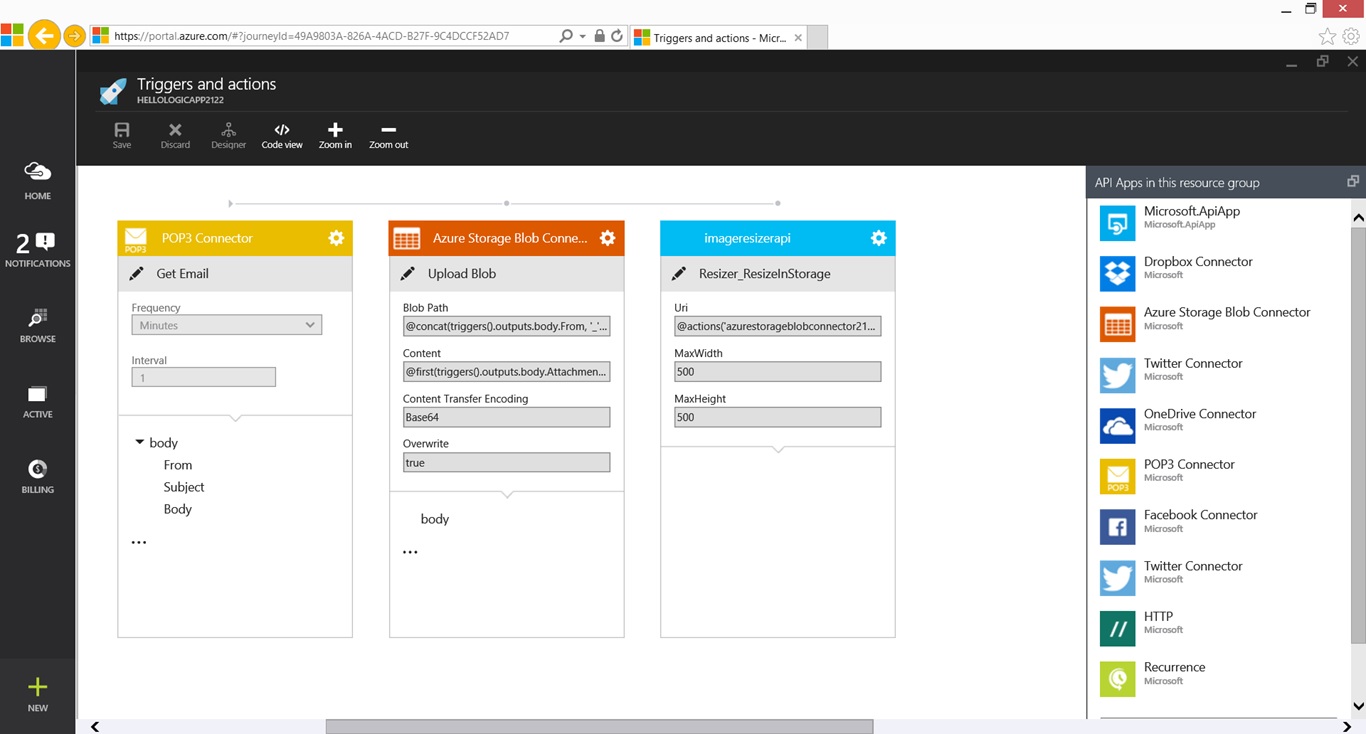 https://portal.azure.com/#?journeyId=49A9803A-826A-4ACD-B27F-9C4DCCF52AD7
Triggers and actions - Micr...
Triggers and actions
HELLOLOGICAPP2122
Save
Discard
Designer
Code view
Zoom in
Zoom out
HOME
2
NOTIFICATIONS
BROWSE
ACTIVE
BILLING
NEW
POP3
POP3 Connector
Get Email
Frequency
Minutes
Interval
1
body
From
Subject
Body
...
Azure Storage Blob Conne...
Upload Blob
Blob Path
@concat(triggers().outputs.body.From, '_'...
Content
@first(triggers().outputs.body.Attachmen...
Content Transfer Encoding
Base64
Overwrite
true
body
...
imageresizerapi
Resizer_ResizeInStorage
Uri
@actions('azurestorageblobconnector21...
MaxWidth
500
MaxHeight
500
API Apps in this resource group
Microsoft.ApiApp
Microsoft.ApiApp
Dropbox Connector
Microsoft
Azure Storage Blob Connector
Microsoft
Twitter Connector
Microsoft
OneDrive Connector
Microsoft
POP3
POP3 Connector
Microsoft
Facebook Connector
Microsoft
Twitter Connector
Microsoft
HTTP
Microsoft
Recurrence
Microsoft